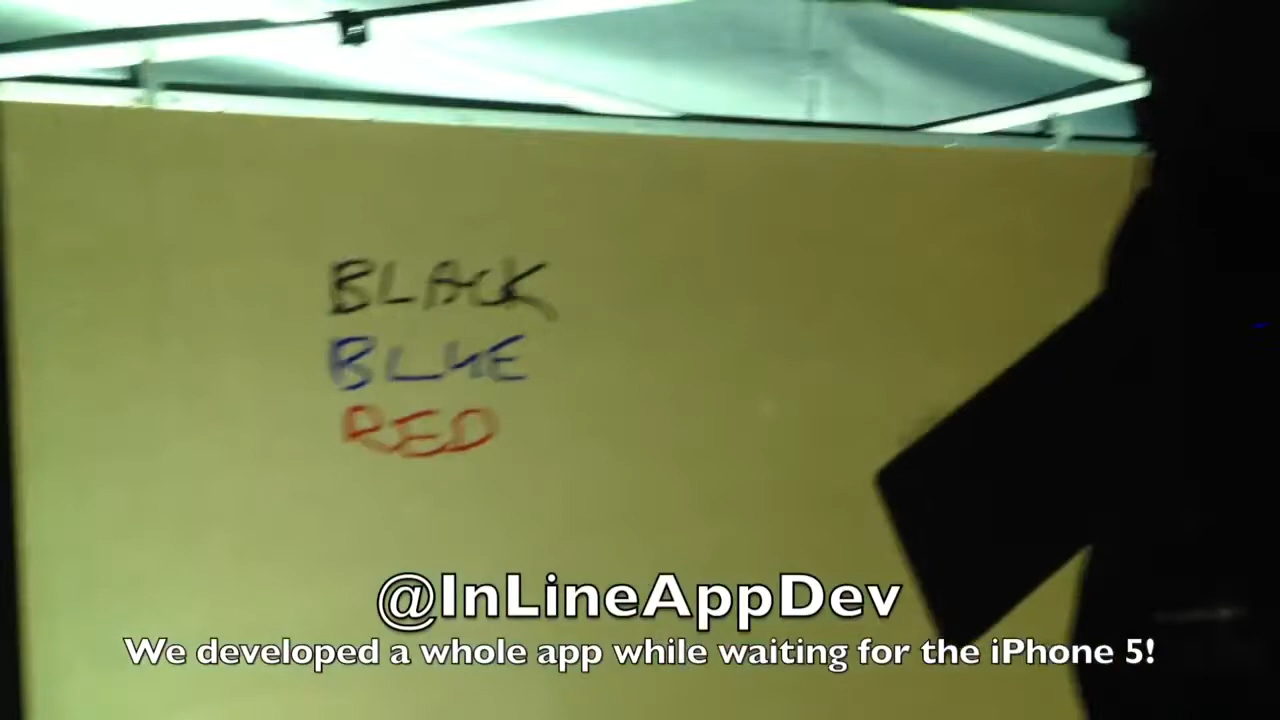 BLACK
BLUE
RED
@InLineAppDev
We developed a whole app while waiting for the iPhone 5!